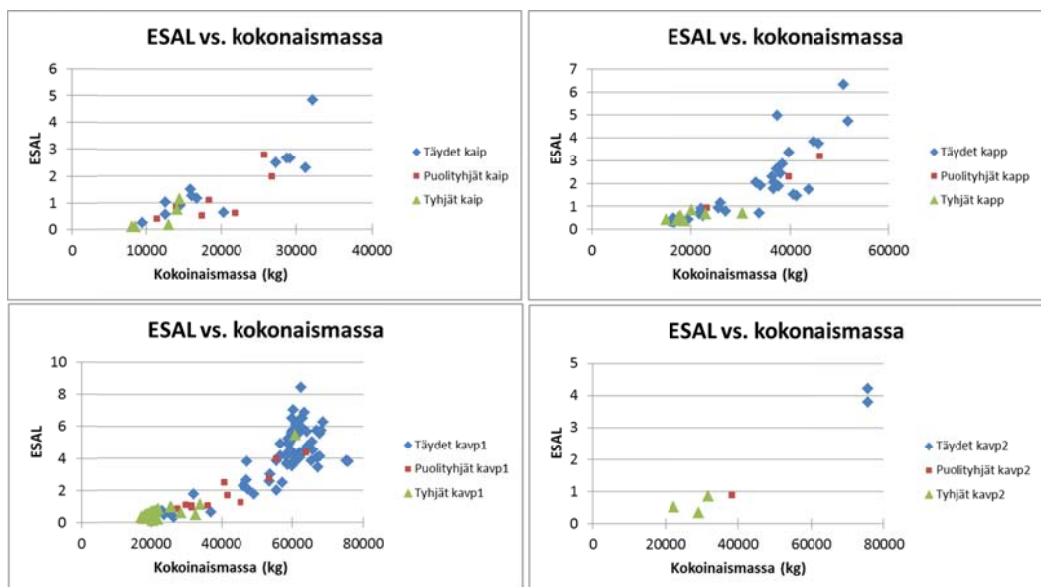 ESAL vs. kokonaismassa
6
5
4
3
2
1
0
ESAL
0
10000
20000
30000
40000
Kokoinaismassa (kg)
Täydet kaip
Puolityhjät kaip
Tyhjät kaip
ESAL vs. kokonaismassa
7
6
5
4
3
2
1
0
ESAL
0
20000
40000
60000
Kokoinaismassa (kg)
Täydet kapp
Puolityhjät kapp
Tyhjät kapp
ESAL vs. kokonaismassa
10
8
6
4
2
0
ESAL
0
20000
40000
60000
80000
Kokoinaismassa (kg)
Täydet kavp1
Puolityhjät kavp1
Tyhjät kavp1
ESAL vs. kokonaismassa
5
4
3
2
1
0
ESAL
0
20000
40000
60000
80000
Kokoinaismassa (kg)
Täydet kavp2
Puolityhjät kavp2
Tyhjät kavp2